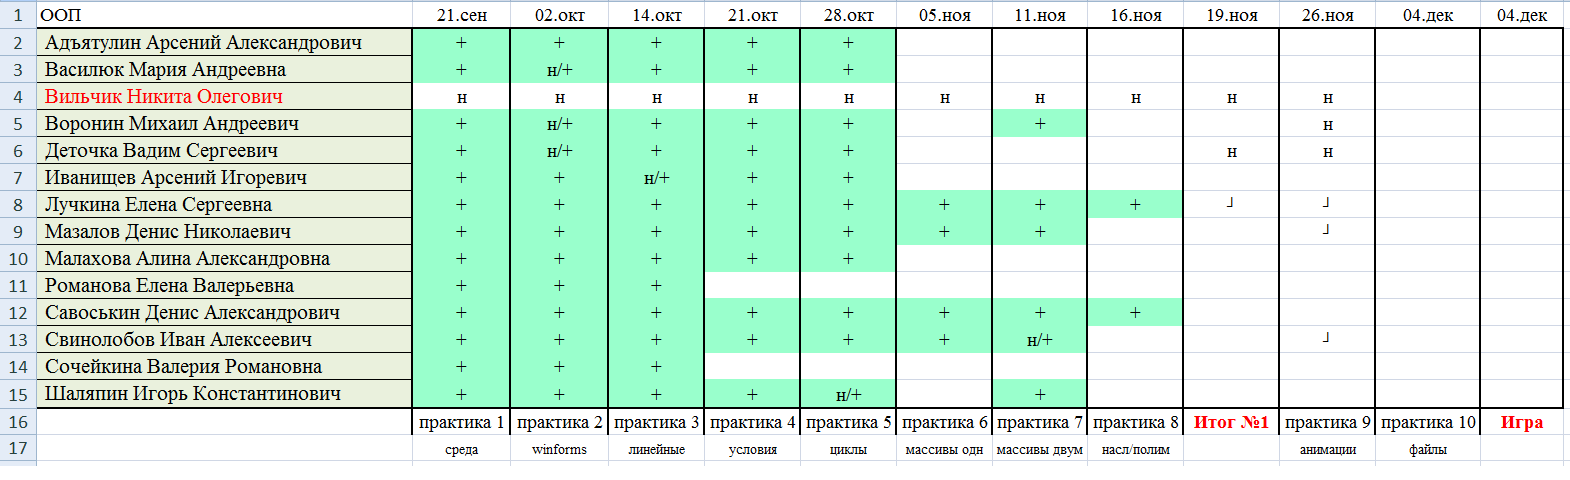 1 ООП 21.сен 02.окт 14.окт 21.окт 28.окт 05.ноя 11.ноя 16.ноя 19.ноя 26.ноя 04.дек 04.дек
2 Адъятулин Арсений Александрович + + + + +
3 Василюк Мария Андреевна + н/+ + + +
4 Вильчик Никита Олегович н н н н н н н н н н
5 Воронин Михаил Андреевич + н/+ + + + + н
6 Деточка Вадим Сергеевич + н/+ + + + н н
7 Иванищев Арсений Игоревич + + н/+ + +
8 Лучкина Елена Сергеевна + + + + + + + + ┘ ┘
9 Мазалов Денис Николаевич + + + + + + + ┘
10 Малахова Алина Александровна + + + + +
11 Романова Елена Валерьевна + + +
12 Савоськин Денис Александрович + + + + + + + +
13 Свинолобов Иван Алексеевич + + + + + + н/+ ┘
14 Сочейкина Валерия Романовна + + +
15 Шаляпин Игорь Константинович + + + + н/+ +
16 практика 1 практика 2 практика 3 практика 4 практика 5 практика 6 практика 7 практика 8 Итог №1 практика 9 практика 10 Игра
17 среда winforms линейные условия циклы массивы одн массивы двум насл/полим анимации файлы